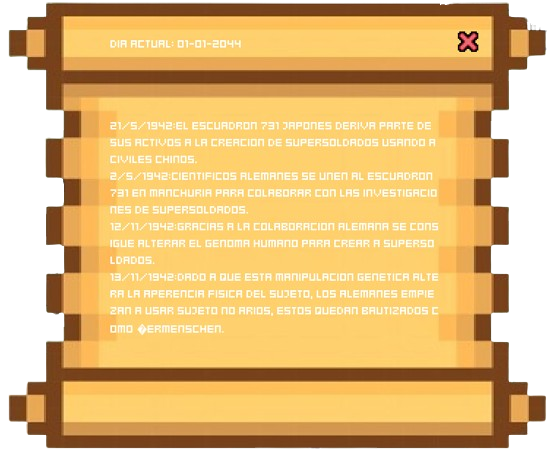 DIA ACTUAL: 01-01-2044
21/5/1942:EL ESCUADRON 731 JAPONES DERIVA PARTE DE
SUS ACTIVOS A LA CREACION DE SUPERSOLDADOS USANDO A
CIVILES CHINOS.
2/5/1942:CIENTIFICOS ALEMANES SE UNEN AL ESCUADRON
731 EN MANCHURIA PARA COLABORAR CON LAS INVESTIGACIO
NES DE SUPERSOLDADOS.
12/11/1942:GRACIAS A LA COLABORACION ALEMANA SE CONS
IGUE ALTERAR EL GENOMA HUMANO PARA CREAR A SUPERSO
LDADOS.
13/11/1942:DADO A QUE ESTA MANIPULACION GENETICA ALTE
RA LA APERENCIA FISICA DEL SUJETO, LOS ALEMANES EMPIE
ZAN A USAR SUJETO NO ARIOS, ESTOS QUEDAN BAUTIZADOS C
OMO �ERMENSCHEN.